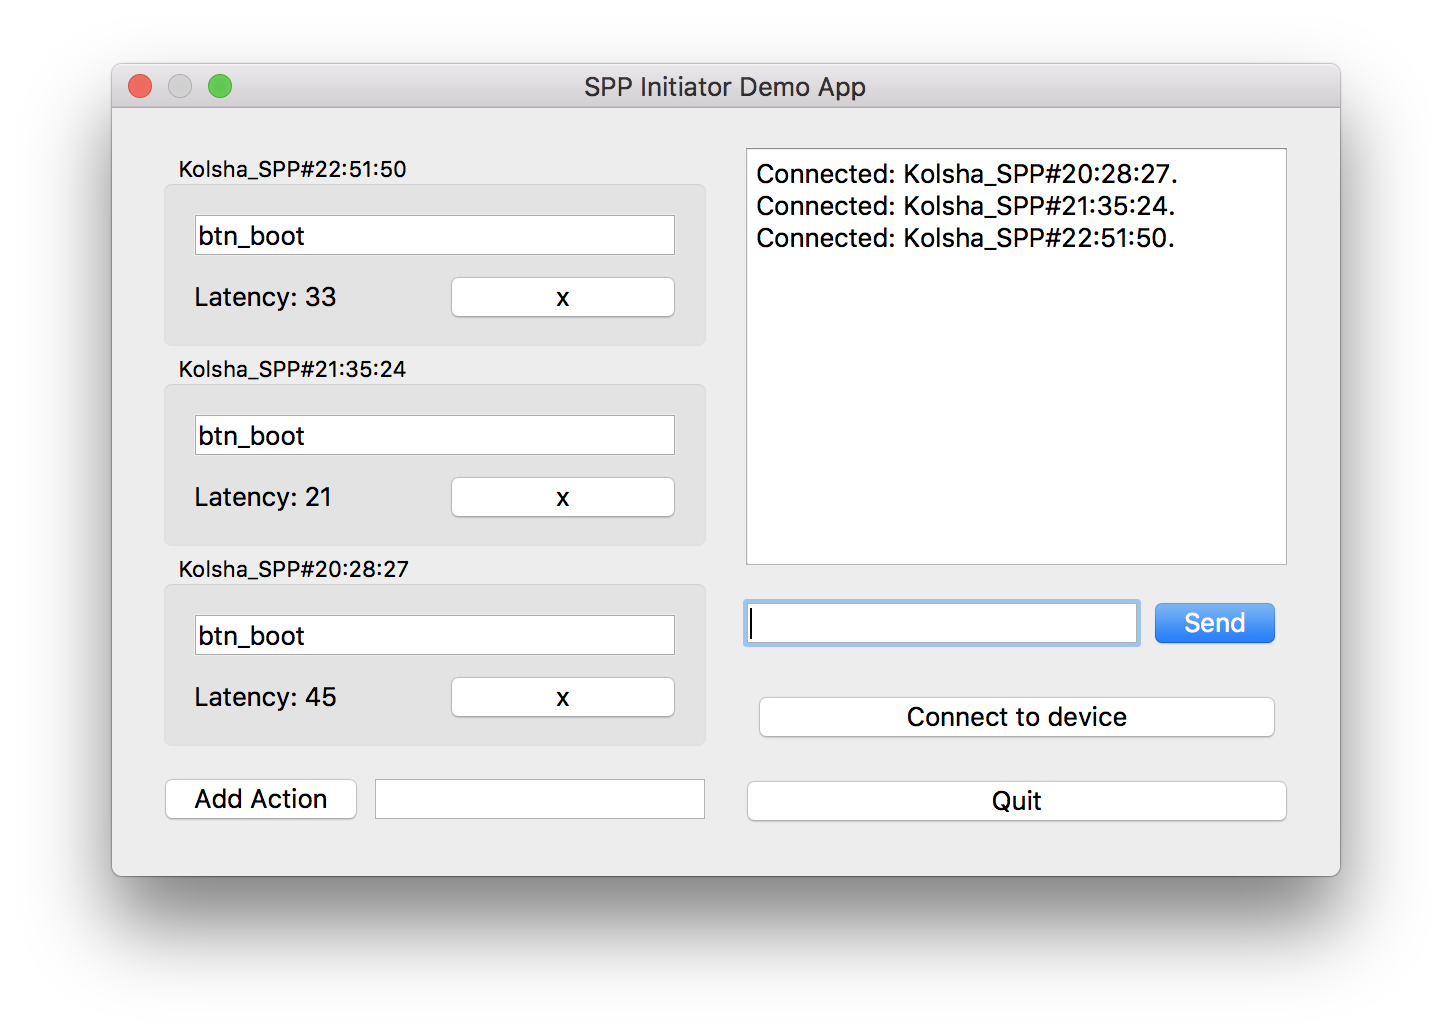 SPP Initiator Demo App
Kolsha_SPP#22:51:50
btn_boot
Latency: 33
x
Kolsha_SPP#21:35:24
btn_boot
Latency: 21
x
Kolsha_SPP#20:28:27
btn_boot
Latency: 45
x
Add Action
Connected: Kolsha_SPP#20:28:27.
Connected: Kolsha_SPP#21:35:24.
Connected: Kolsha_SPP#22:51:50.
Send
Connect to device
Quit